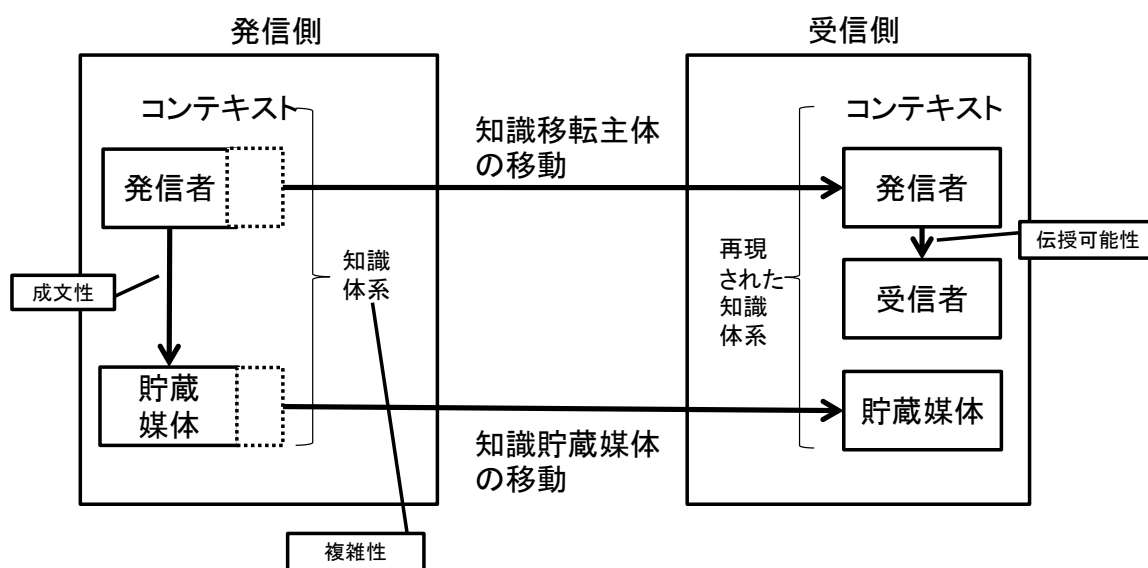 発信側
コンテキスト
発信者
成文性
知識
体系
貯蔵
媒体
複雑性
知識移転主体
の移動
知識貯蔵媒体
の移動
受信側
コンテキスト
発信者
伝授可能性
再現
された
知識
体系
受信者
貯蔵媒体